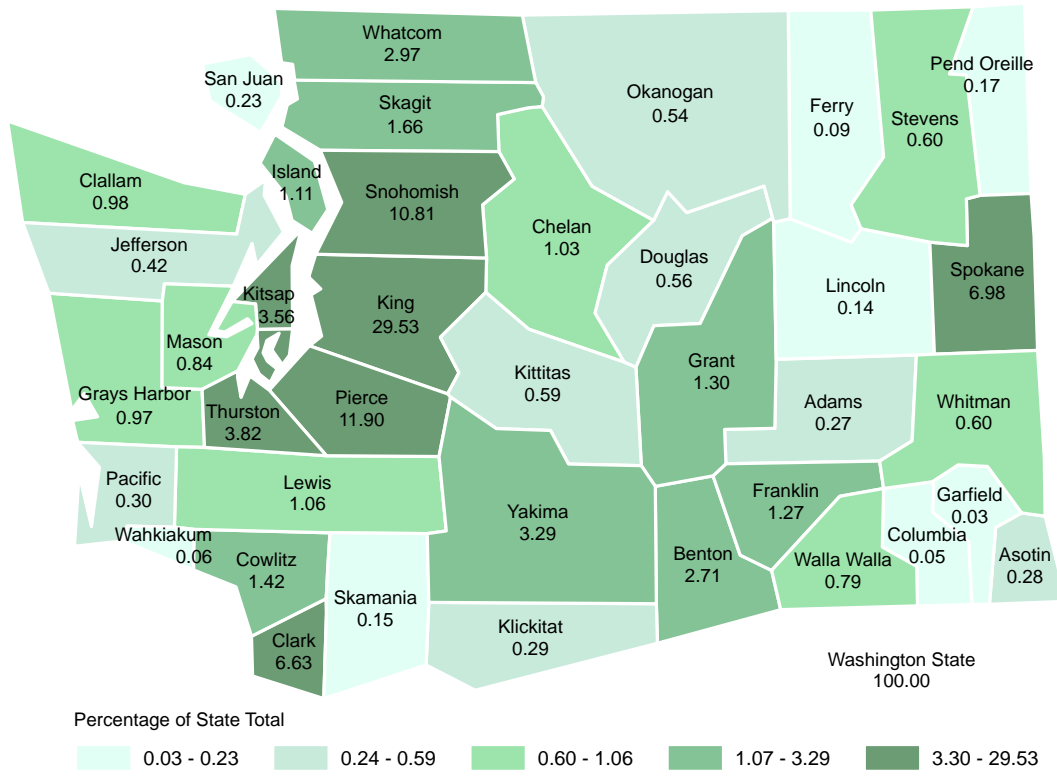 Whatcom
2.97
San Juan
0.23
Skagit
1.66
Okanogan
0.54
Ferry
0.09
Stevens
0.60
Pend Oreille
0.17
Island
1.11
Clallam
0.98
Snohomish
10.81
Chelan
1.03
Jefferson
0.42
Douglas
0.56
Lincoln
0.14
Spokane
6.98
Kitsap
3.56
King
29.53
Mason
0.84
Grant
1.30
Kittitas
0.59
Grays Harbor
0.97
Thurston
3.82
Pierce
11.90
Adams
0.27
Whitman
0.60
Pacific
0.30
Lewis
1.06
Yakima
3.29
Franklin
1.27
Garfield
0.03
Wahkiakum
0.06
Cowlitz
1.42
Benton
2.71
Walla Walla
0.79
Columbia
0.05
Asotin
0.28
Skamania
0.15
Klickitat
0.29
Clark
6.63
Washington State
100.00
Percentage of State Total
0.03 - 0.23
0.24 - 0.59
0.60 - 1.06
1.07 - 3.29
3.30 - 29.53